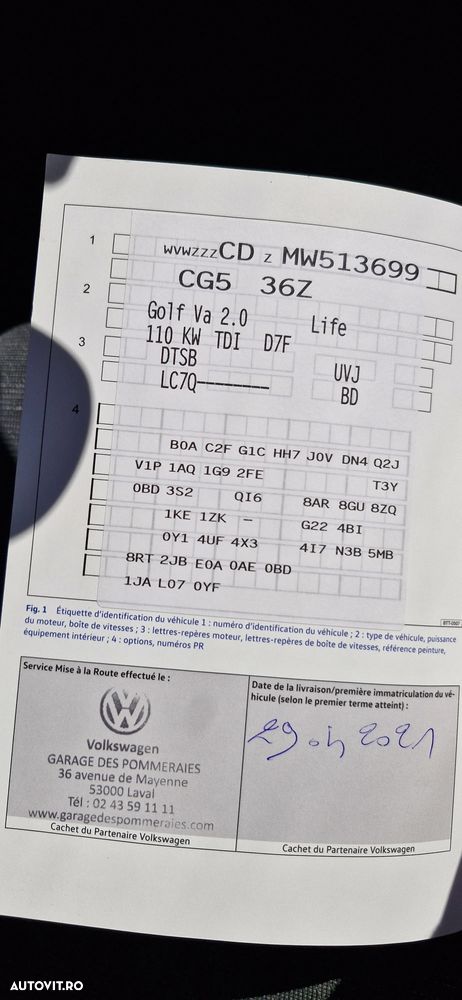 1
WVWZZZCD Z MW513699
CG5 36Z
2
Golf Va 2.0 Life
3
110 KW TDI D7F
DTSB UVJ
LC7Q-------- BD
4
B0A C2F G1C HH7 J0V DN4 Q2J
V1P 1AQ 1G9 2FE T3Y
0BD 3S2 QI6 8AR 8GU 8ZQ
1KE 1ZK - G22 4BI
0Y1 4UF 4X3 4I7 N3B 5MB
8RT 2JB E0A 0AE 0BD
1JA L07 0YF
BTT-0507
Fig. 1 Étiquette d'identification du véhicule 1 : numéro d'identification du véhicule ; 2 : type de véhicule, puissance
du moteur, boîte de vitesses ; 3 : lettres-repères moteur, lettres-repères de boîte de vitesses, référence peinture,
équipement intérieur ; 4 : options, numéros PR
Service Mise à la Route effectué le :
Volkswagen
GARAGE DES POMMERAIES
36 avenue de Mayenne
53000 Laval
Tél : 02 43 59 11 11
www.garagedespommeraies.com
Cachet du Partenaire Volkswagen
Date de la livraison/première immatriculation du vé-
hicule (selon le premier terme atteint) :
2021
Cachet du Partenaire Volkswagen
AUTOVIT.RO